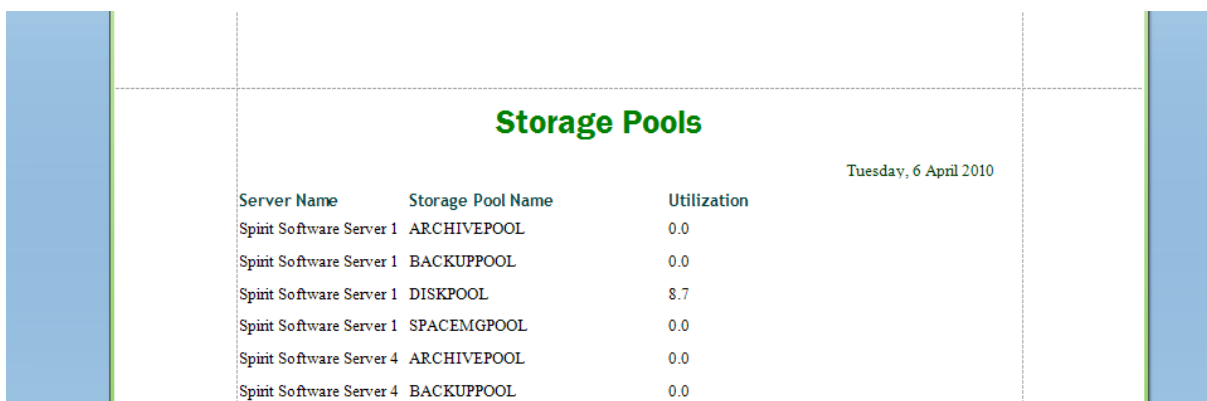 Storage Pools
Tuesday, 6 April 2010
Server Name Storage Pool Name Utilization
Spirit Software Server 1 ARCHIVEPOOL 0.0
Spirit Software Server 1 BACKUPPOOL 0.0
Spirit Software Server 1 DISKPOOL 8.7
Spirit Software Server 1 SPACEMGPOOL 0.0
Spirit Software Server 4 ARCHIVEPOOL 0.0
Spirit Software Server 4 BACKUPPOOL 0.0